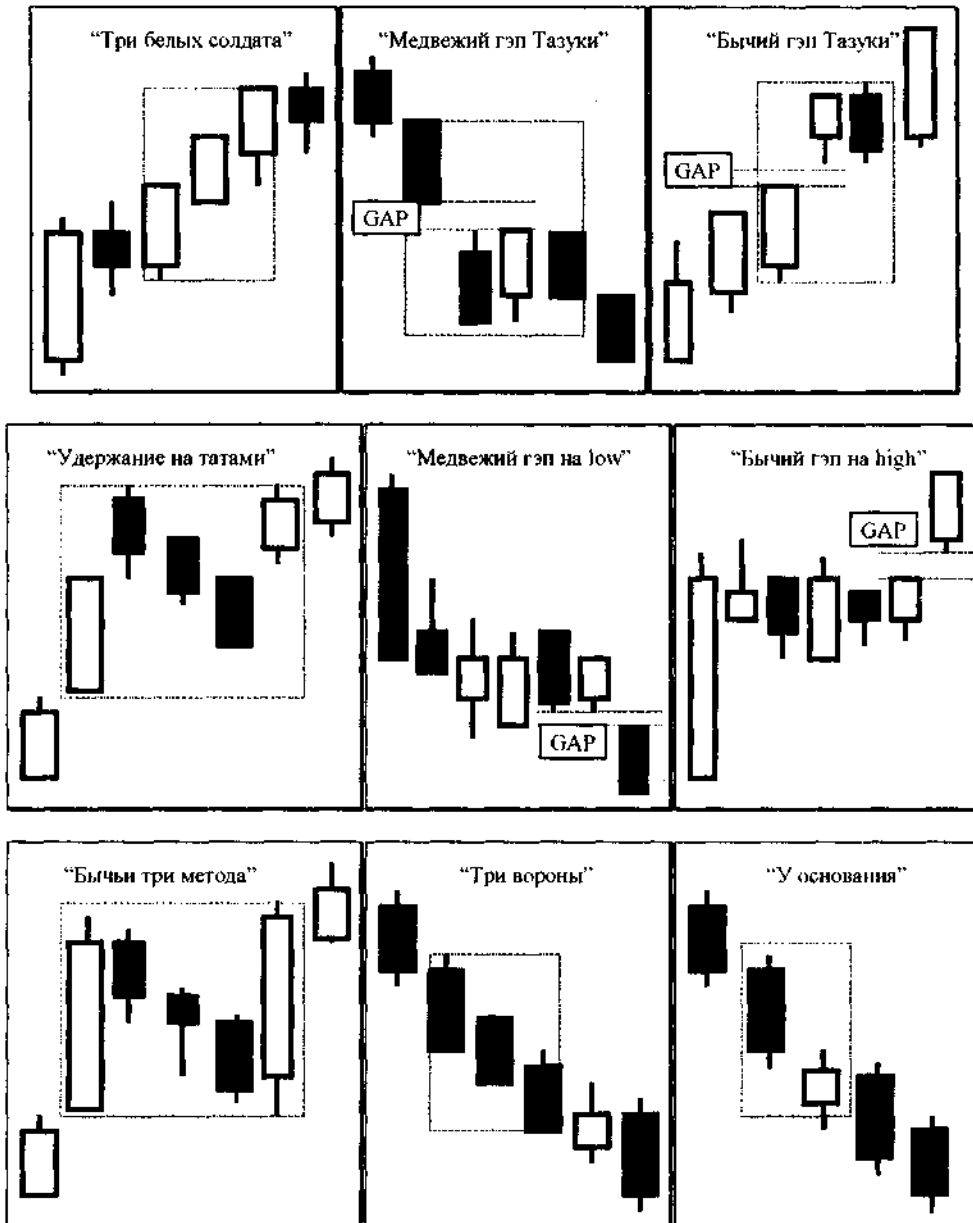 “Три белых солдата”
“Медвежий гэп Тазуки”
“Бычий гэп Тазуки”
GAP
GAP
“Удержание на татами”
“Медвежий гэп на low”
“Бычий гэп на high”
GAP
GAP
“Бычьи три метода”
“Три вороны”
“У основания”